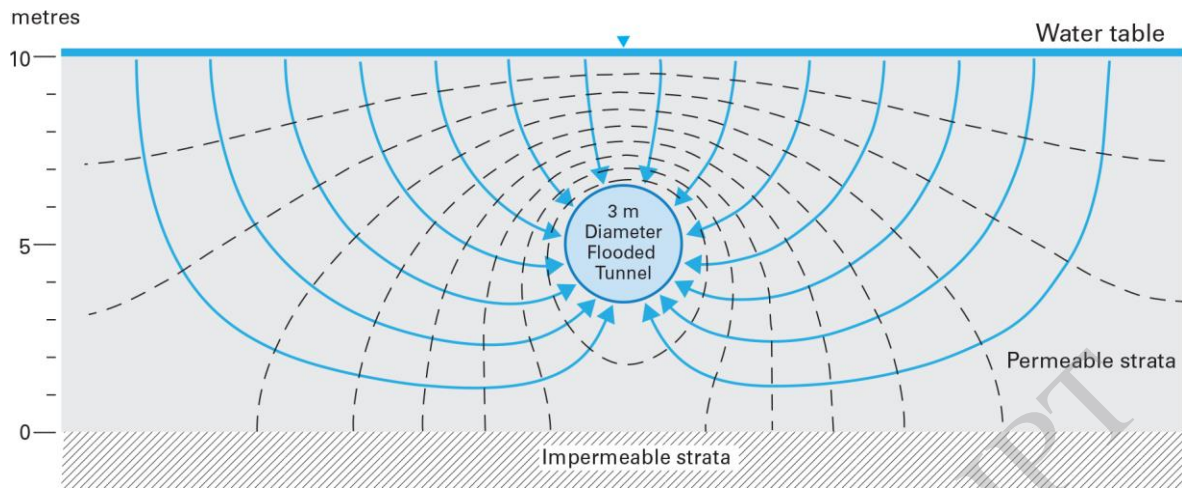 metres
Water table
10
3 m
Diameter
Flooded
Tunnel
5
Permeable strata
0
Impermeable strata